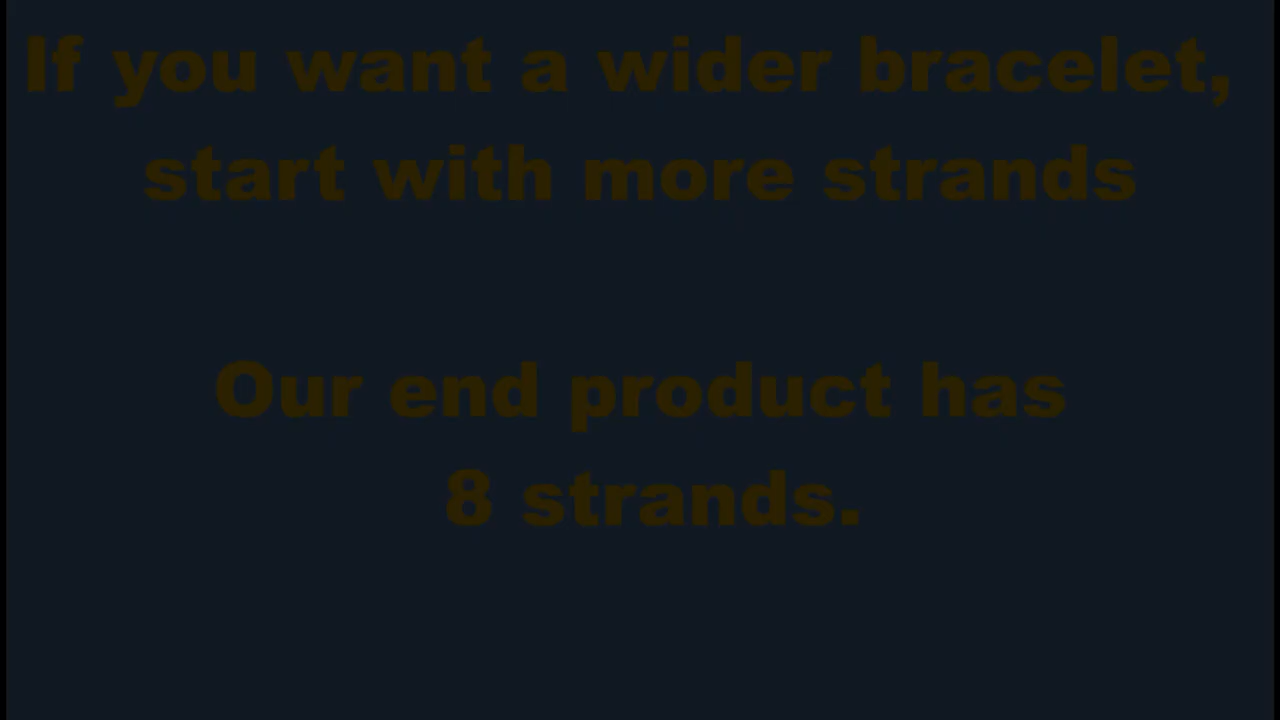 If you want a wider bracelet,
start with more strands
Our end product has
8 strands.